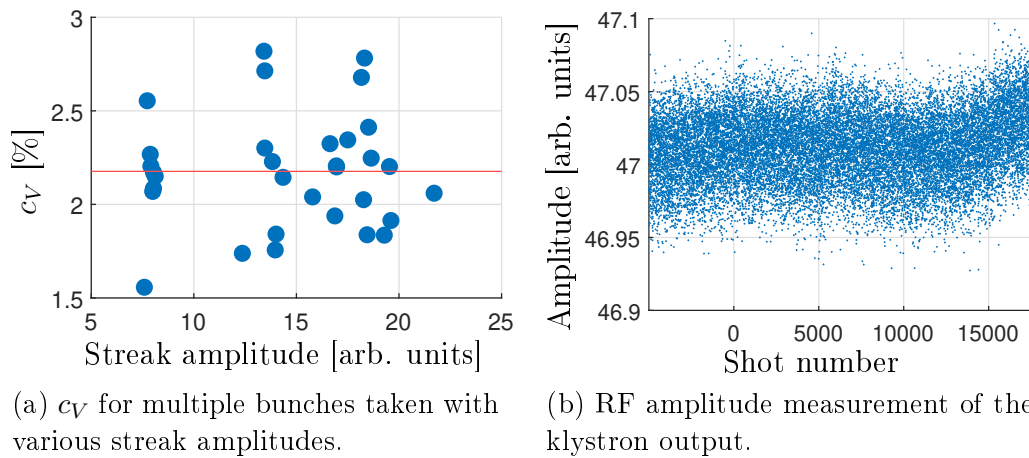 3
2.5
2
1.5
c_V [%]
5 10 15 20 25
Streak amplitude [arb. units]
(a) c_V for multiple bunches taken with
various streak amplitudes.
47.1
47.05
47
46.95
46.9
Amplitude [arb. units]
0 5000 10000 15000
Shot number
(b) RF amplitude measurement of the
klystron output.